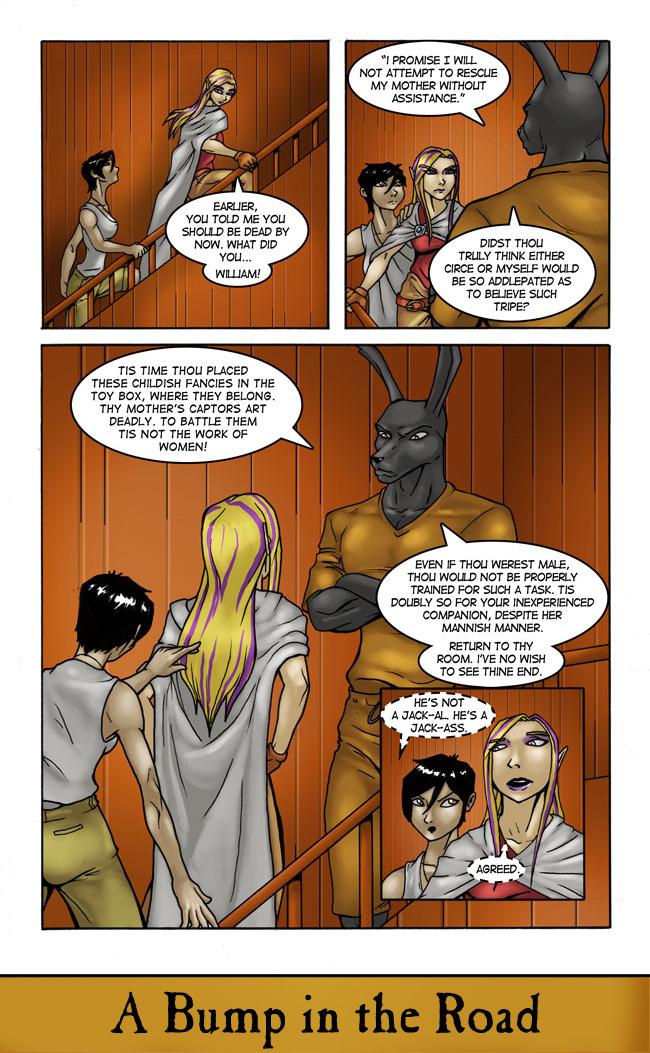 EARLIER,
YOU TOLD ME YOU
SHOULD BE DEAD BY
NOW. WHAT DID
YOU...
WILLIAM!
"I PROMISE I WILL
NOT ATTEMPT TO RESCUE
MY MOTHER WITHOUT
ASSISTANCE."
DIDST THOU
TRULY THINK EITHER
CIRCE OR MYSELF WOULD
BE SO ADDLEPATED AS
TO BELIEVE SUCH
TRIPE?
TIS TIME THOU PLACED
THESE CHILDISH FANCIES IN THE
TOY BOX, WHERE THEY BELONG.
THY MOTHER'S CAPTORS ART
DEADLY. TO BATTLE THEM
TIS NOT THE WORK OF
WOMEN!
EVEN IF THOU WEREST MALE,
THOU WOULD NOT BE PROPERLY
TRAINED FOR SUCH A TASK. TIS
DOUBLY SO FOR YOUR INEXPERIENCED
COMPANION, DESPITE HER
MANNISH MANNER.
RETURN TO THY
ROOM. I'VE NO WISH
TO SEE THINE END.
HE'S NOT
A JACK-AL. HE'S A
JACK-ASS.
AGREED.
A Bump in the Road